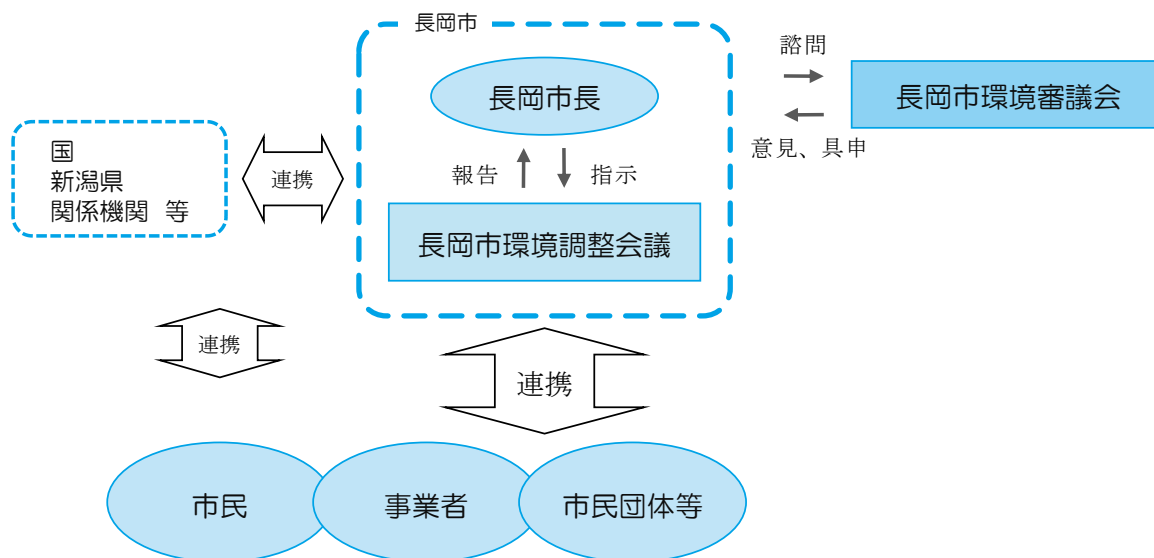 長岡市
長岡市長
諮問
長岡市環境審議会
意見、具申
国
新潟県
関係機関 等
連携
報告
指示
長岡市環境調整会議
連携
連携
市民
事業者
市民団体等